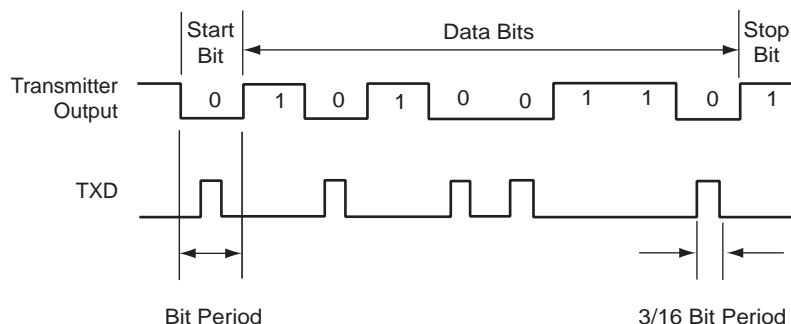 Start
Bit
Data Bits
Stop
Bit
Transmitter
Output
0 1 0 1 0 0 1 1 0 1
TXD
Bit Period
3/16 Bit Period